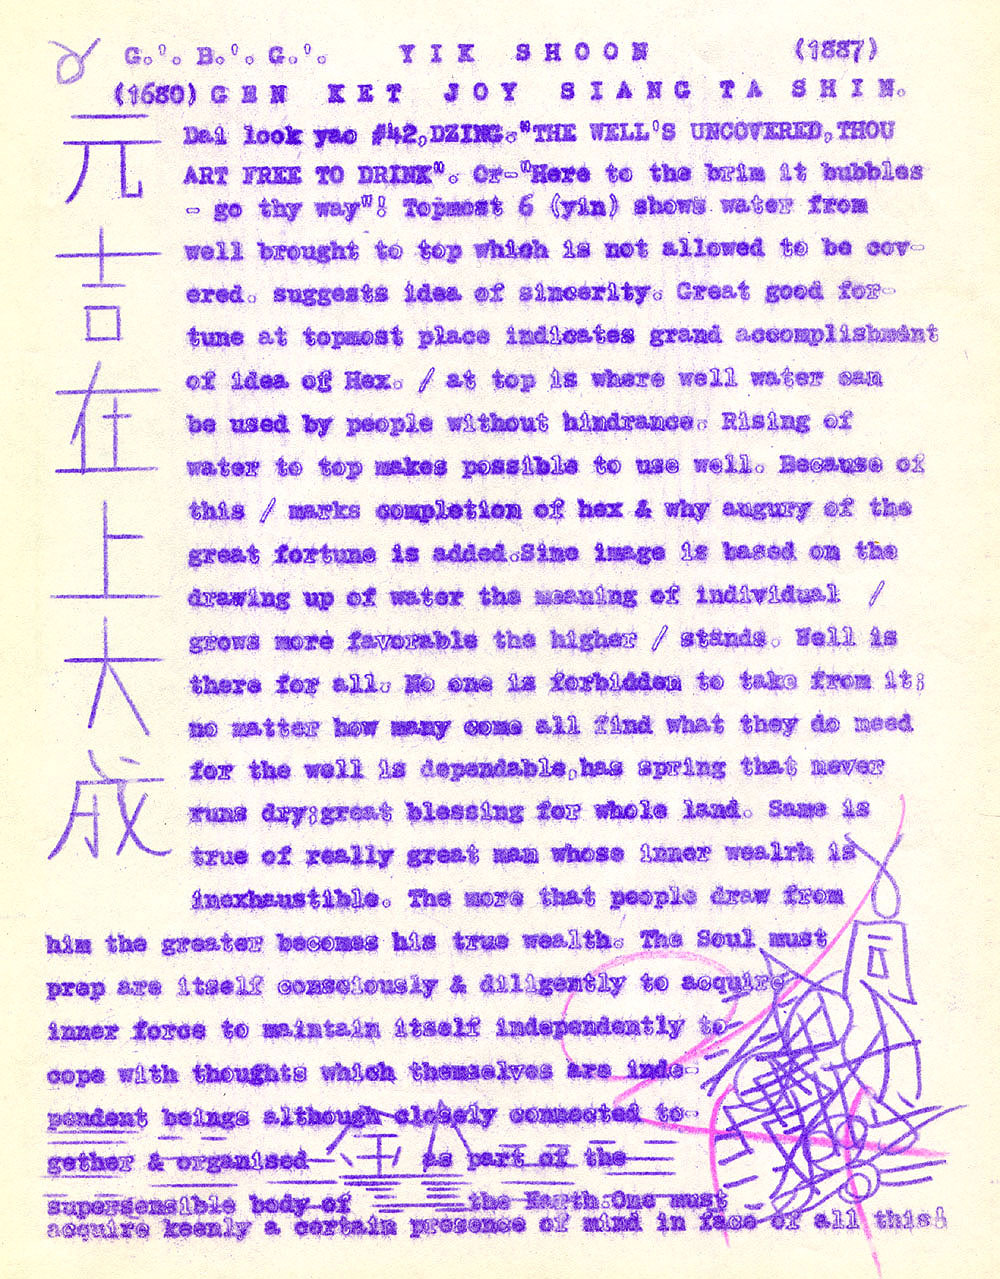 G.'. B.'. G.'. YIK SHOON (1887)
(1680) GEN KET JOY SIANG TA SHIN.
元吉在上大成
Dai look yao #42,DZING."THE WELL'S UNCOVERED,THOU
ART FREE TO DRINK". Or-"Here to the brim it bubbles
- go thy way"! Topmost 6 (yin) shows water from
well brought to top which is not allowed to be cov-
ered. suggests idea of sincerity. Great good for-
tune at topmost place indicates grand accomplishment
of idea of Hex. / at top is where well water can
be used by people without hindrance. Rising of
water to top makes possible to use well. Because of
this / marks completion of hex & why augury of the
great fortune is added.Sine image is based on the
drawing up of water the meaning of individual /
grows more favorable the higher / stands. Well is
there for all. No one is forbidden to take from it;
no matter how many come all find what they do need
for the well is dependable,has spring that never
runs dry;great blessing for whole land. Same is
true of really great man whose inner wealrh is
inexhaustible. The more that people draw from
him the greater becomes his true wealth. The Soul must
prep are itself consciously & diligently to acquire
inner force to maintain itself independently to-
cope with thoughts which themselves are inde-
pendent beings although closely connected to-
gether & organised as part of the
supersensible body of the Earth.One must
acquire keenly a certain presence of mind in face of all this!